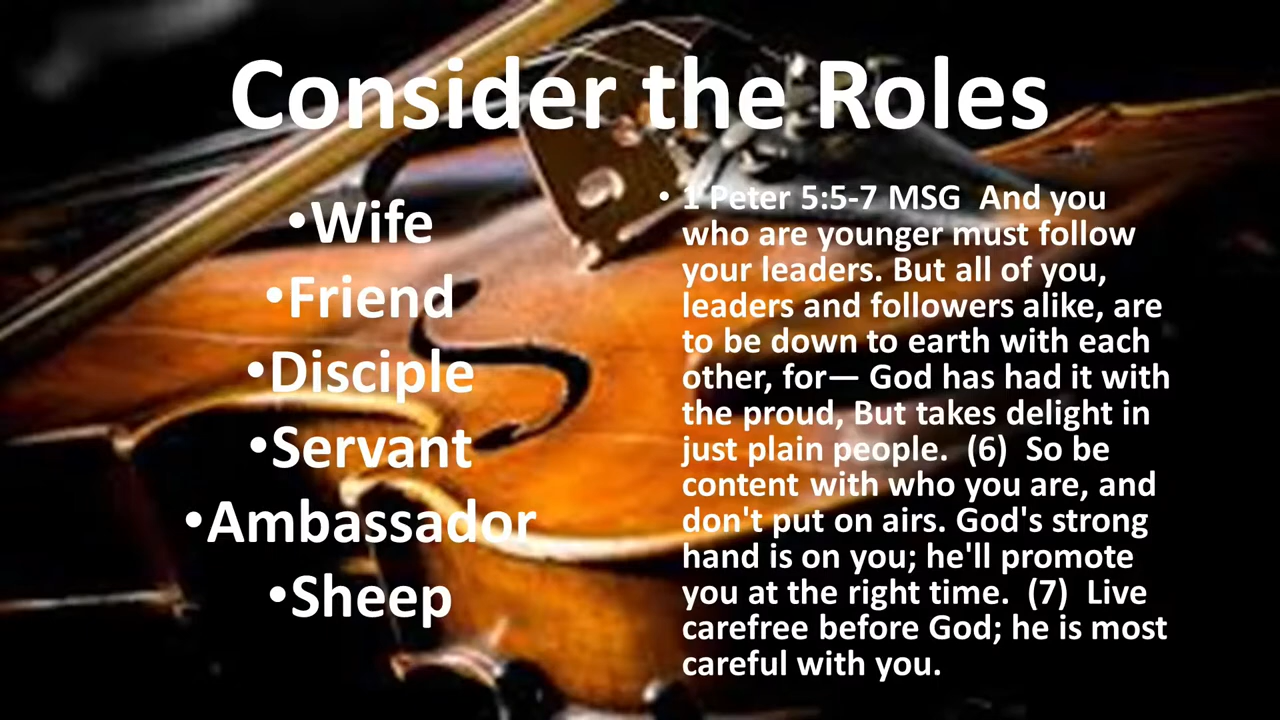 Consider the Roles
•Wife
•Friend
•Disciple
•Servant
•Ambassador
•Sheep
• 1 Peter 5:5-7 MSG  And you
who are younger must follow
your leaders. But all of you,
leaders and followers alike, are
to be down to earth with each
other, for— God has had it with
the proud, But takes delight in
just plain people.  (6)  So be
content with who you are, and
don't put on airs. God's strong
hand is on you; he'll promote
you at the right time.  (7)  Live
carefree before God; he is most
careful with you.